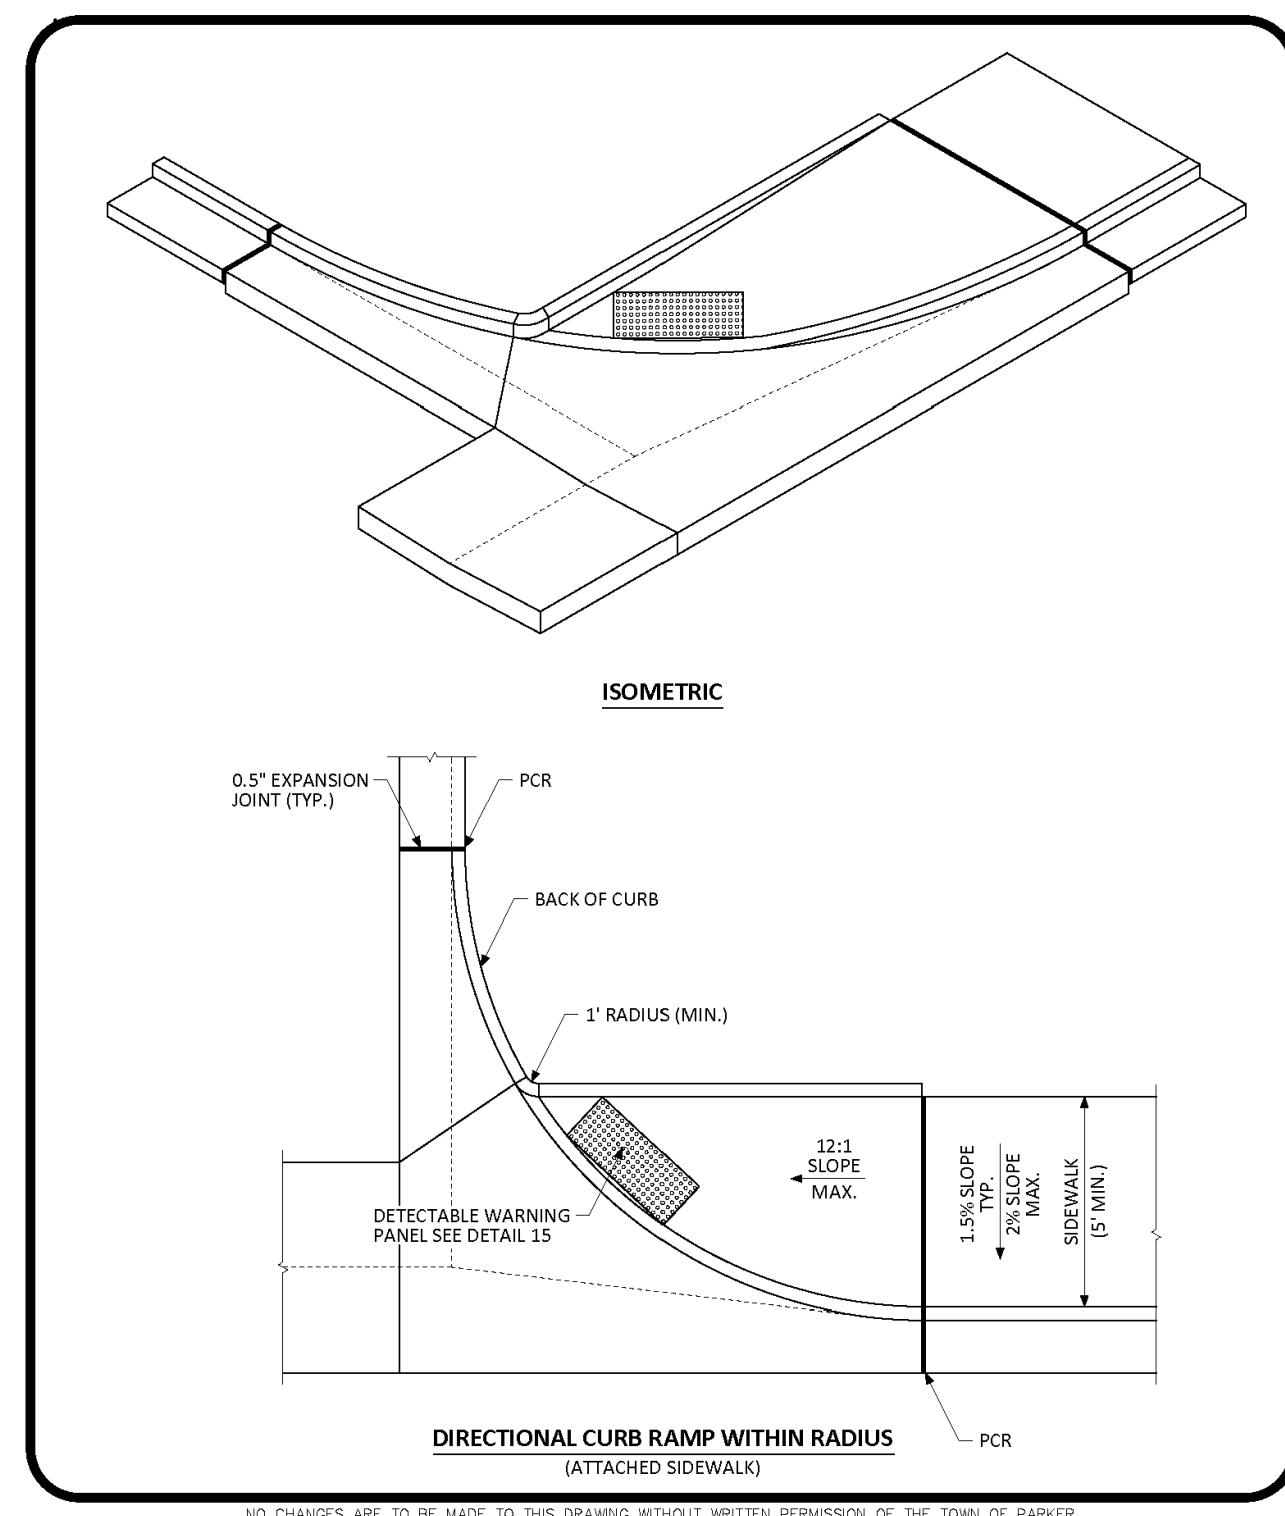 ISOMETRIC
0.5" EXPANSION
JOINT (TYP.)
PCR
BACK OF CURB
1' RADIUS (MIN.)
12:1
SLOPE
MAX.
1.5% SLOPE
TYP.
2% SLOPE
MAX.
SIDEWALK
(5' MIN.)
DETECTABLE WARNING
PANEL SEE DETAIL 15
PCR
DIRECTIONAL CURB RAMP WITHIN RADIUS
(ATTACHED SIDEWALK)
NO CHANGES ARE TO BE MADE TO THIS DRAWING WITHOUT WRITTEN PERMISSION OF THE TOWN OF PARKER